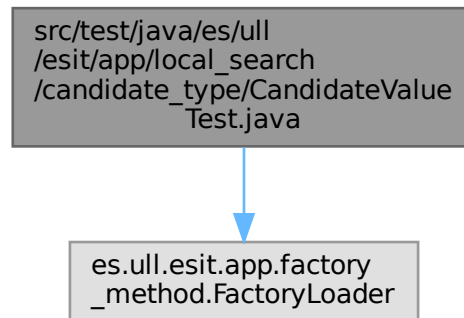 src/test/java/es/ull
/esit/app/local_search
/candidate_type/CandidateValue
Test.java
es.ull.esit.app.factory
_method.FactoryLoader